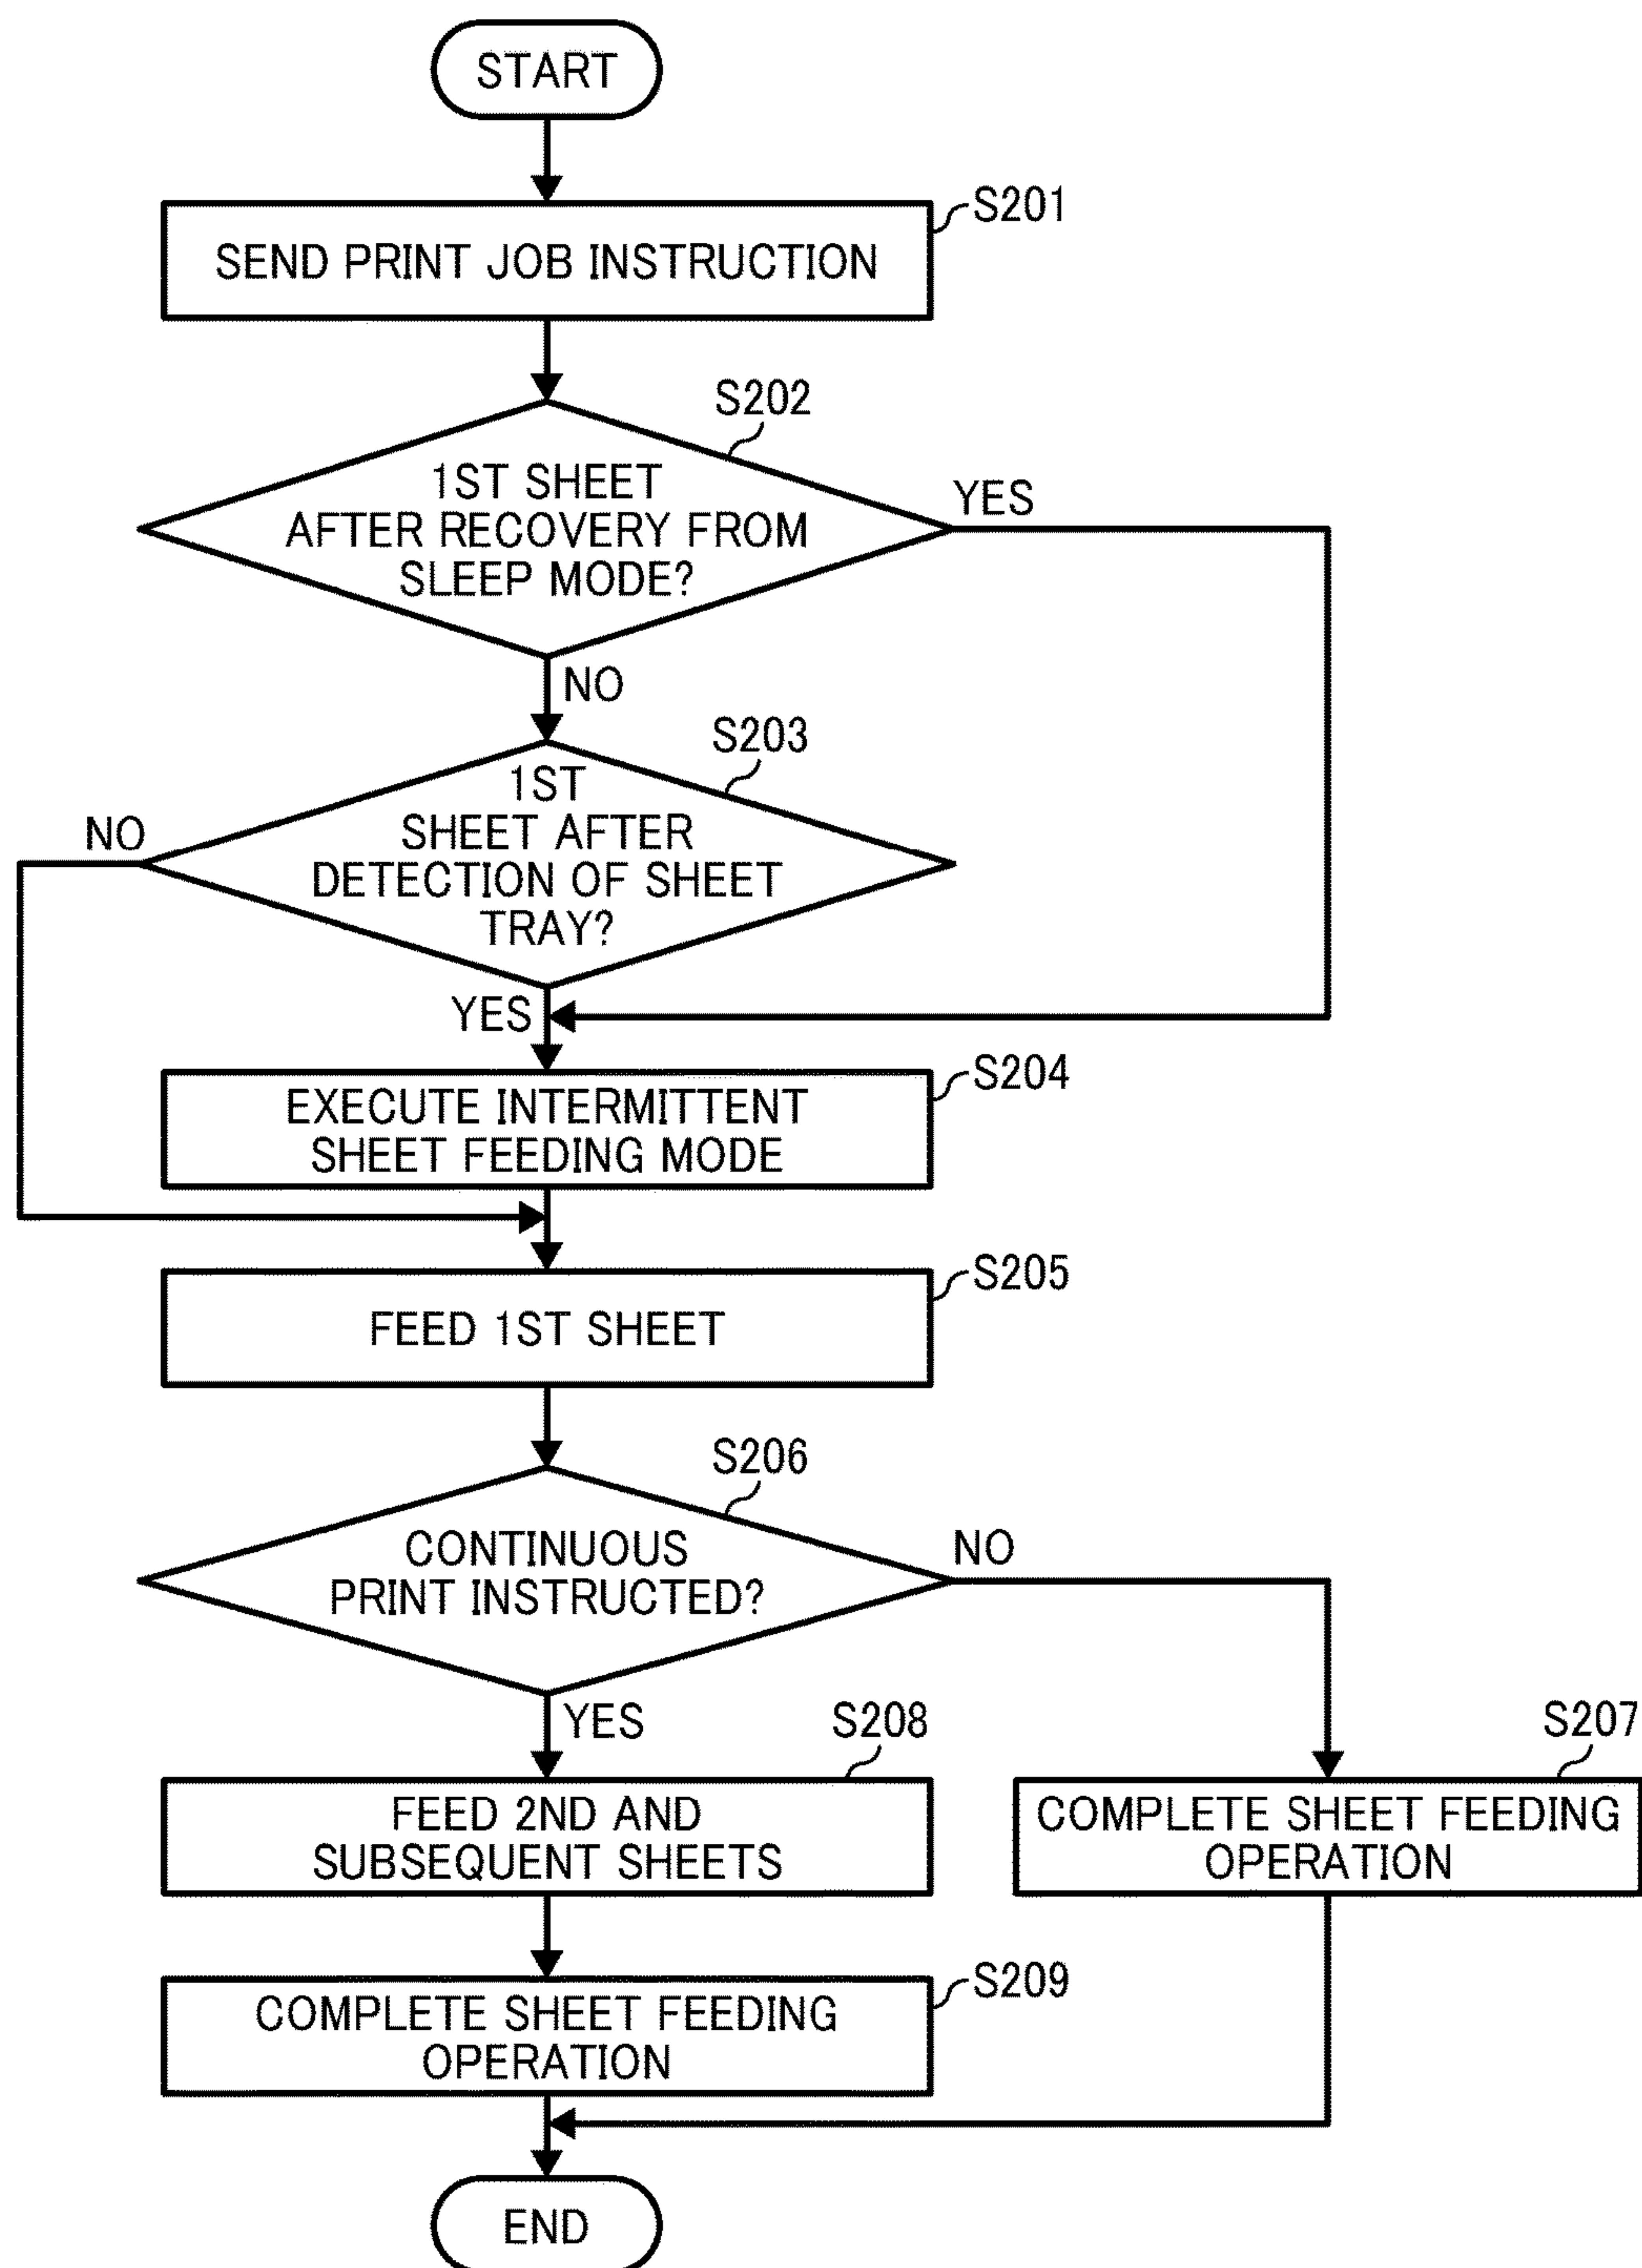 START
S201
SEND PRINT JOB INSTRUCTION
S202
1ST SHEET
AFTER RECOVERY FROM
SLEEP MODE?
YES
NO
S203
1ST
SHEET AFTER
DETECTION OF SHEET
TRAY?
NO
YES
S204
EXECUTE INTERMITTENT
SHEET FEEDING MODE
S205
FEED 1ST SHEET
S206
CONTINUOUS
PRINT INSTRUCTED?
NO
YES
S208
FEED 2ND AND
SUBSEQUENT SHEETS
S207
COMPLETE SHEET FEEDING
OPERATION
S209
COMPLETE SHEET FEEDING
OPERATION
END